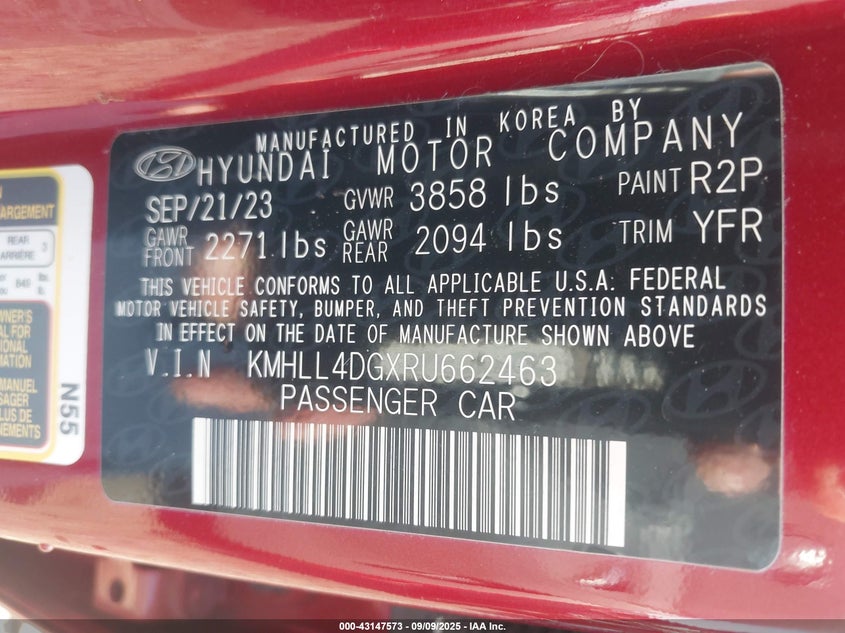 MANUFACTURED IN KOREA BY
HYUNDAI MOTOR COMPANY
SEP/21/23 GVWR 3858 lbs PAINT R2P
GAWR FRONT 2271 lbs GAWR REAR 2094 lbs TRIM YFR
THIS VEHICLE CONFORMS TO ALL APPLICABLE U.S.A: FEDERAL
MOTOR VEHICLE SAFETY, BUMPER, AND THEFT PREVENTION STANDARDS
IN EFFECT ON THE DATE OF MANUFACTURE SHOWN ABOVE
V.I.N KMHLL4DGXRU662463
PASSENGER CAR
REAR 3
ARRIÈRE
N55
000-43147573 - 09/09/2025 - IAA Inc.